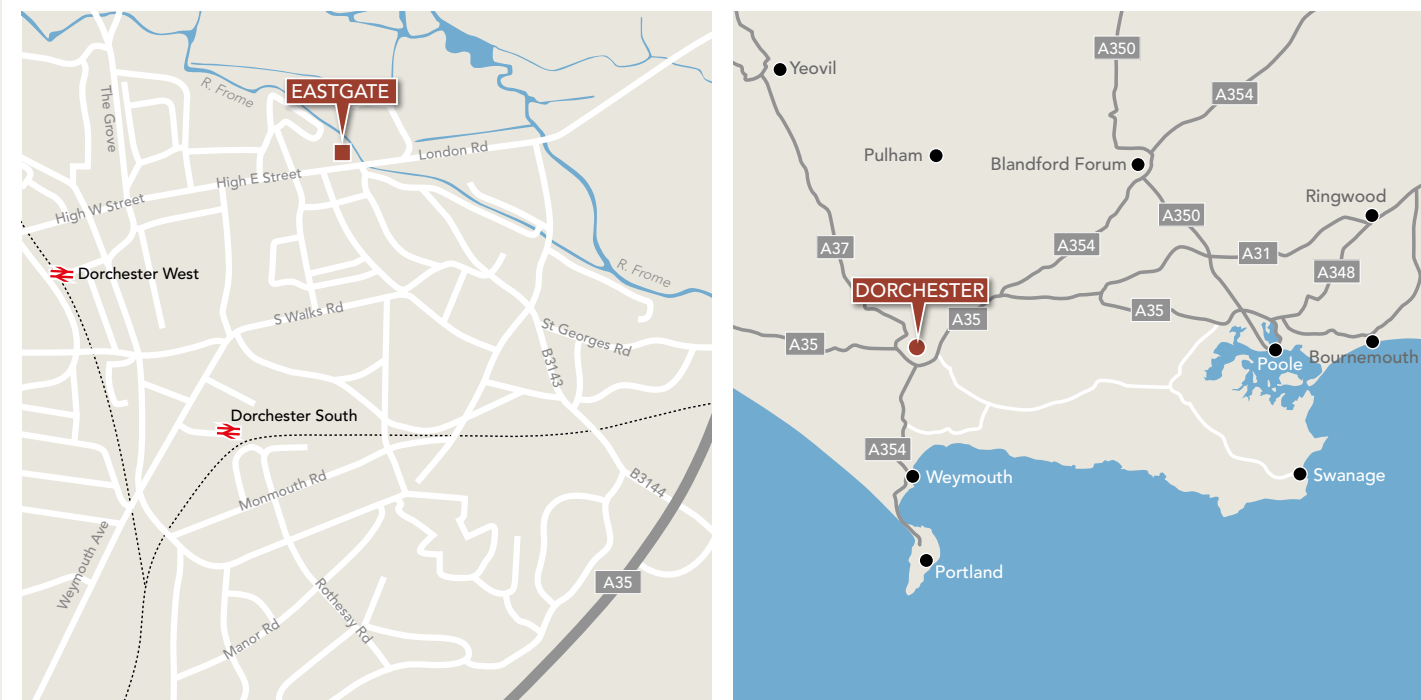 R. Frome
EASTGATE
The Grove
London Rd
High E Street
High W Street
Dorchester West
R. Frome
S Walks Rd
St Georges Rd
B3143
Dorchester South
B3144
Monmouth Rd
Weymouth Ave
A35
Rothesay Rd
Manor Rd
A350
Yeovil
A354
Pulham
Blandford Forum
Ringwood
A350
A37
A354
A31
A348
DORCHESTER
A35
A35
A35
Poole
Bournemouth
A354
Weymouth
Swanage
Portland